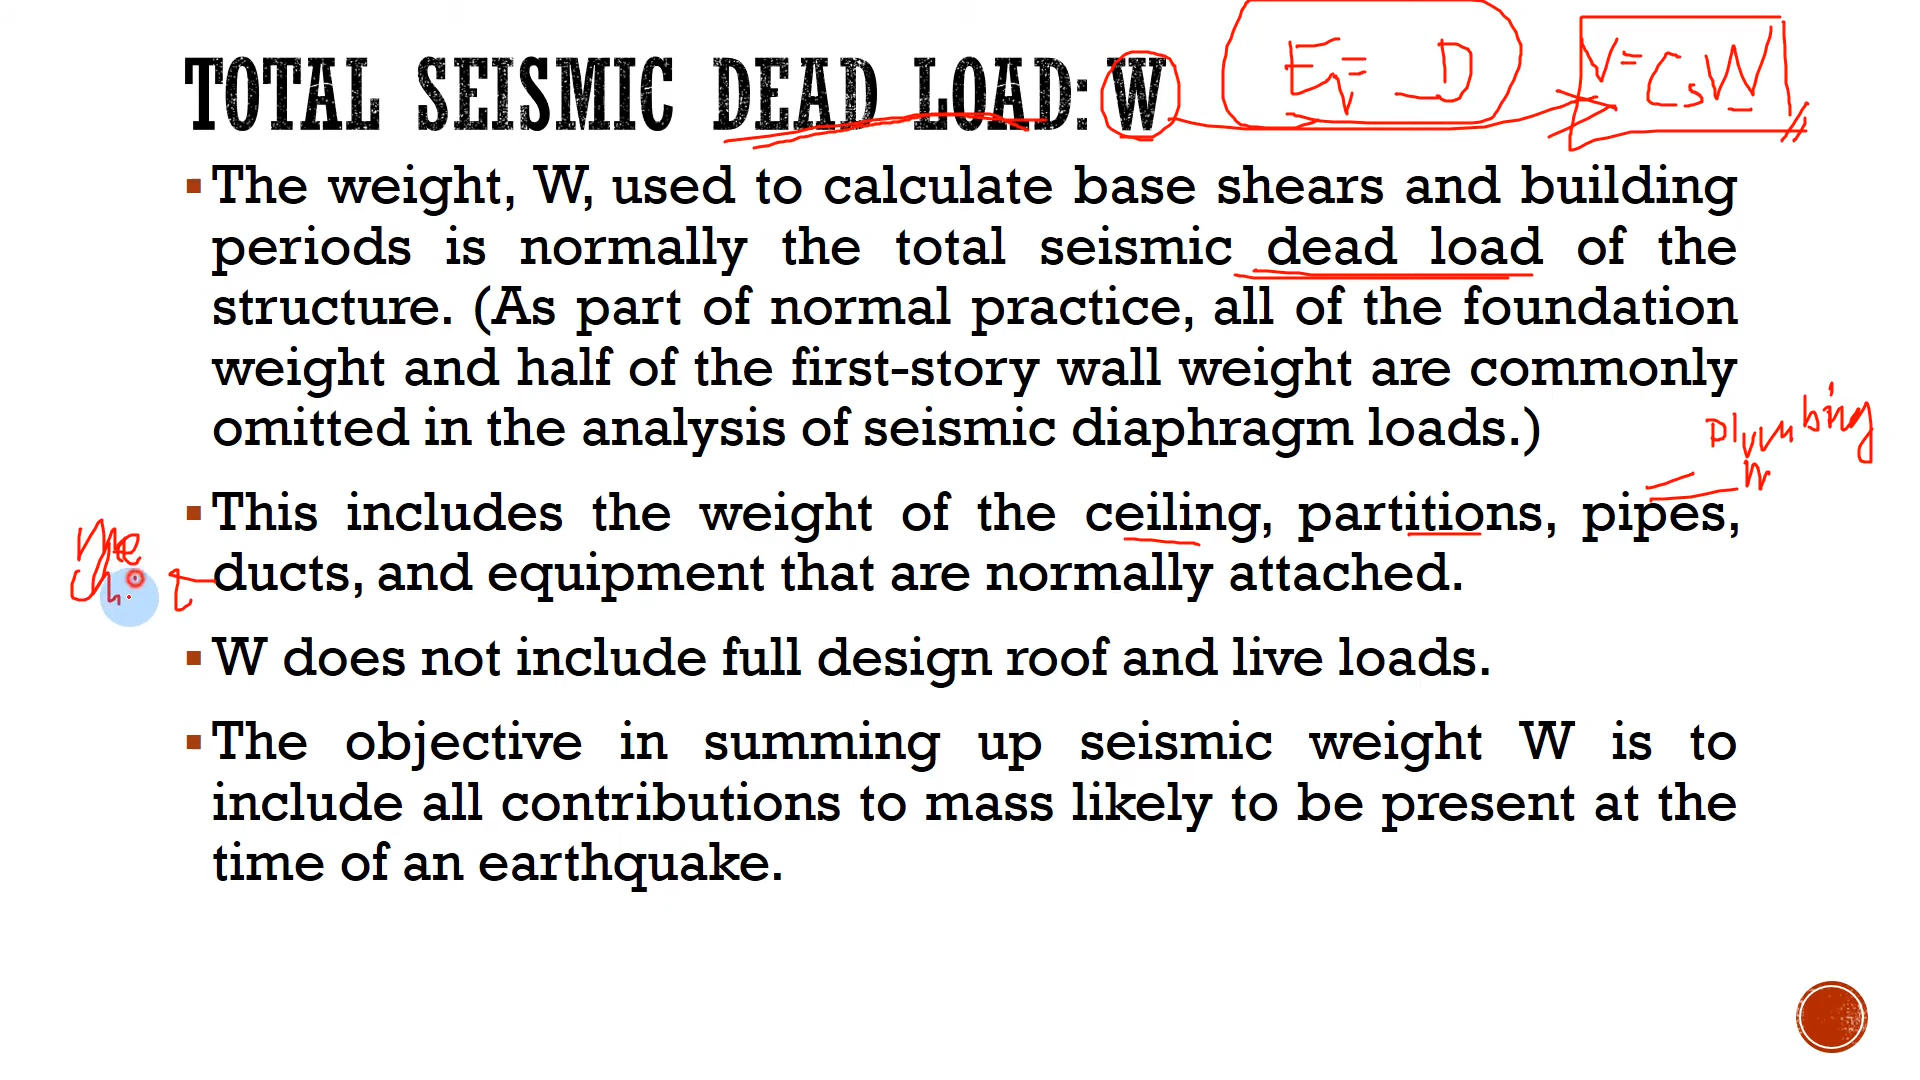 TOTAL SEISMIC DEAD LOAD: W
Ev = D
V = CsW
▪ The weight, W, used to calculate base shears and building
periods is normally the total seismic dead load of the
structure. (As part of normal practice, all of the foundation
weight and half of the first-story wall weight are commonly
omitted in the analysis of seismic diaphragm loads.)
Plumbing
▪ This includes the weight of the ceiling, partitions, pipes,
Me
ch
ducts, and equipment that are normally attached.
▪ W does not include full design roof and live loads.
▪ The objective in summing up seismic weight W is to
include all contributions to mass likely to be present at the
time of an earthquake.